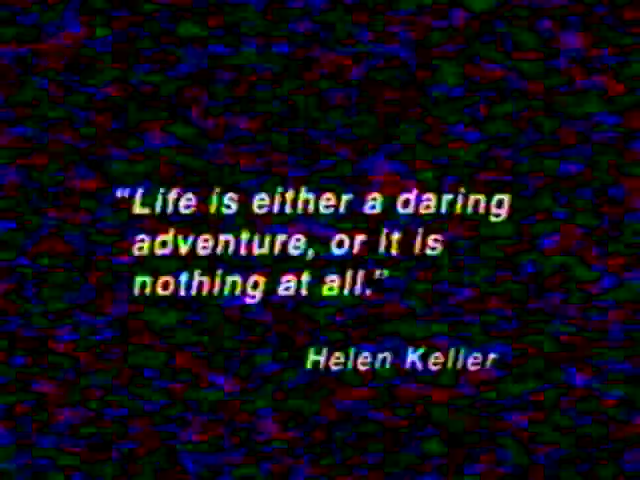 “Life is either a daring
adventure, or it is
nothing at all.”
Helen Keller